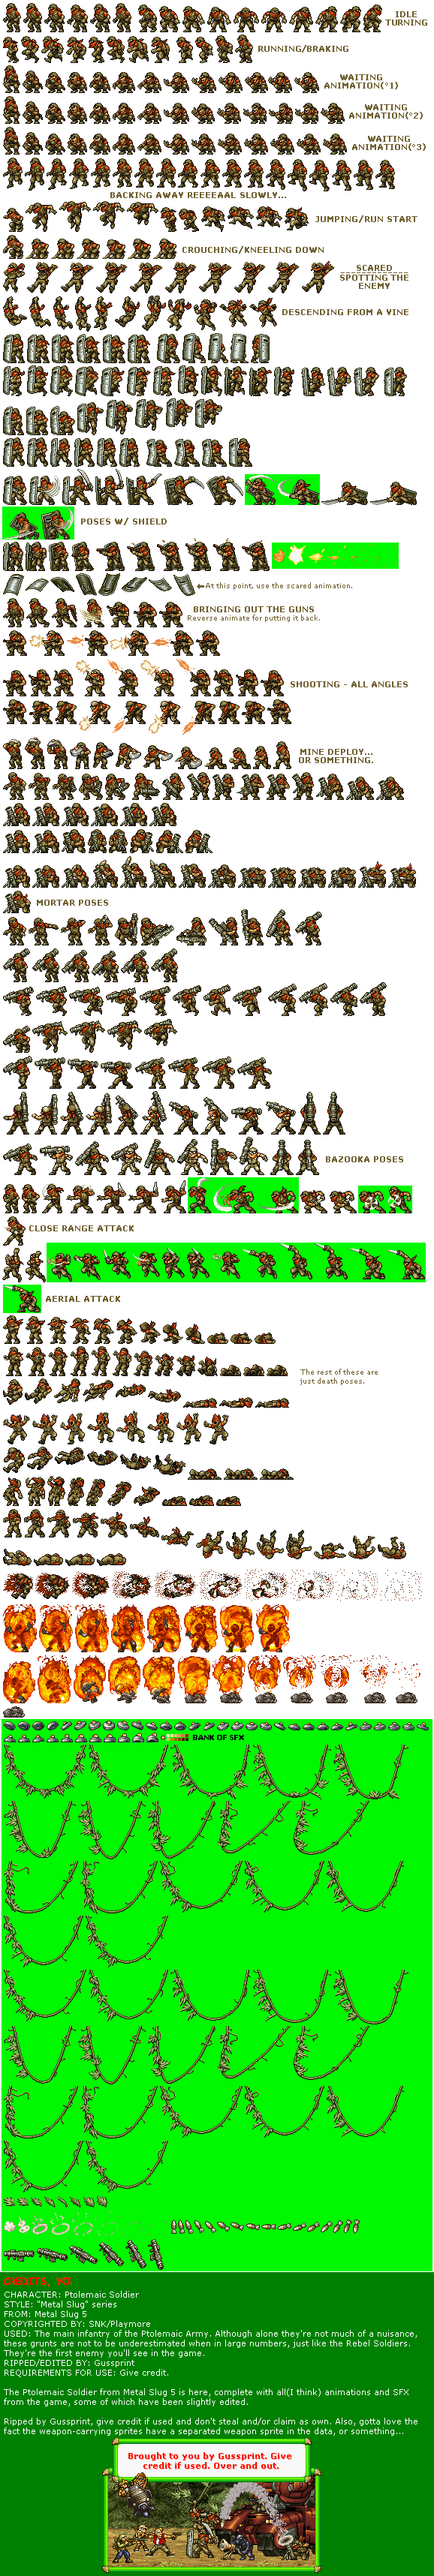 IDLE
TURNING
RUNNING/BRAKING
WAITING
ANIMATION(*1)
WAITING
ANIMATION(*2)
WAITING
ANIMATION(*3)
BACKING AWAY REEEEAAL SLOWLY...
JUMPING/RUN START
CROUCHING/KNEELING DOWN
SCARED
SPOTTING THE
ENEMY
DESCENDING FROM A VINE
POSES W/ SHIELD
At this point, use the scared animation.
BRINGING OUT THE GUNS
Reverse animate for putting it back.
SHOOTING - ALL ANGLES
MINE DEPLOY...
OR SOMETHING.
MORTAR POSES
BAZOOKA POSES
CLOSE RANGE ATTACK
AERIAL ATTACK
The rest of these are
just death poses.
BANK OF SFX
CREDITS, YO!
CHARACTER: Ptolemaic Soldier
STYLE: "Metal Slug" series
FROM: Metal Slug 5
COPYRIGHTED BY: SNK/Playmore
USED: The main infantry of the Ptolemaic Army. Although alone they're not much of a nuisance,
these grunts are not to be underestimated when in large numbers, just like the Rebel Soldiers.
They're the first enemy you'll see in the game.
RIPPED/EDITED BY: Gussprint
REQUIREMENTS FOR USE: Give credit.
The Ptolemaic Soldier from Metal Slug 5 is here, complete with all(I think) animations and SFX
from the game, some of which have been slightly edited.
Ripped by Gussprint, give credit if used and don't steal and/or claim as own. Also, gotta love the
fact the weapon-carrying sprites have a separated weapon sprite in the data, or something...
Brought to you by Gussprint. Give
credit if used. Over and out.